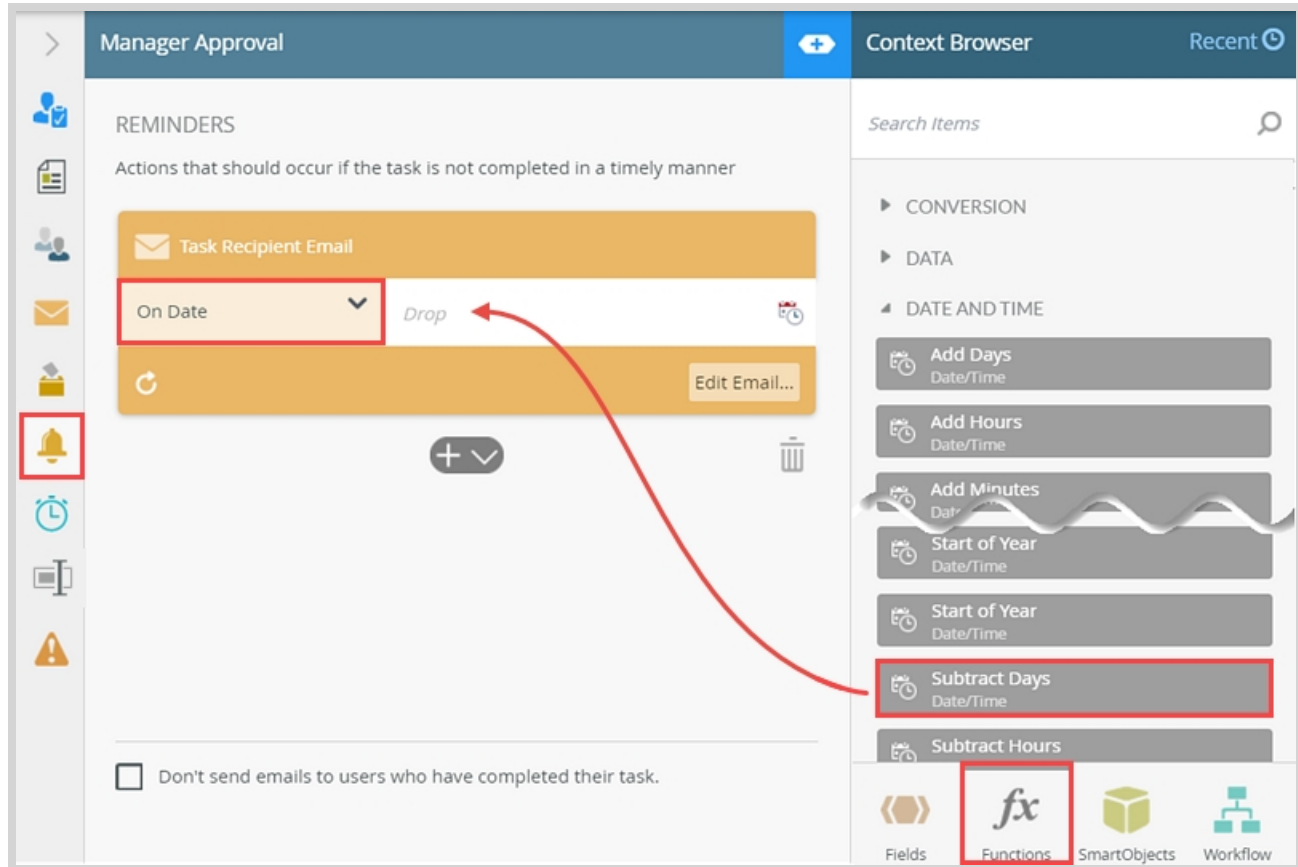 Manager Approval
Context Browser
Recent
REMINDERS
Actions that should occur if the task is not completed in a timely manner
Task Recipient Email
On Date
Drop
Edit Email...
Don't send emails to users who have completed their task.
Search Items
CONVERSION
DATA
DATE AND TIME
Add Days
Date/Time
Add Hours
Date/Time
Add Minutes
Start of Year
Date/Time
Start of Year
Date/Time
Subtract Days
Date/Time
Subtract Hours
Fields
fx
Functions
SmartObjects
Workflow